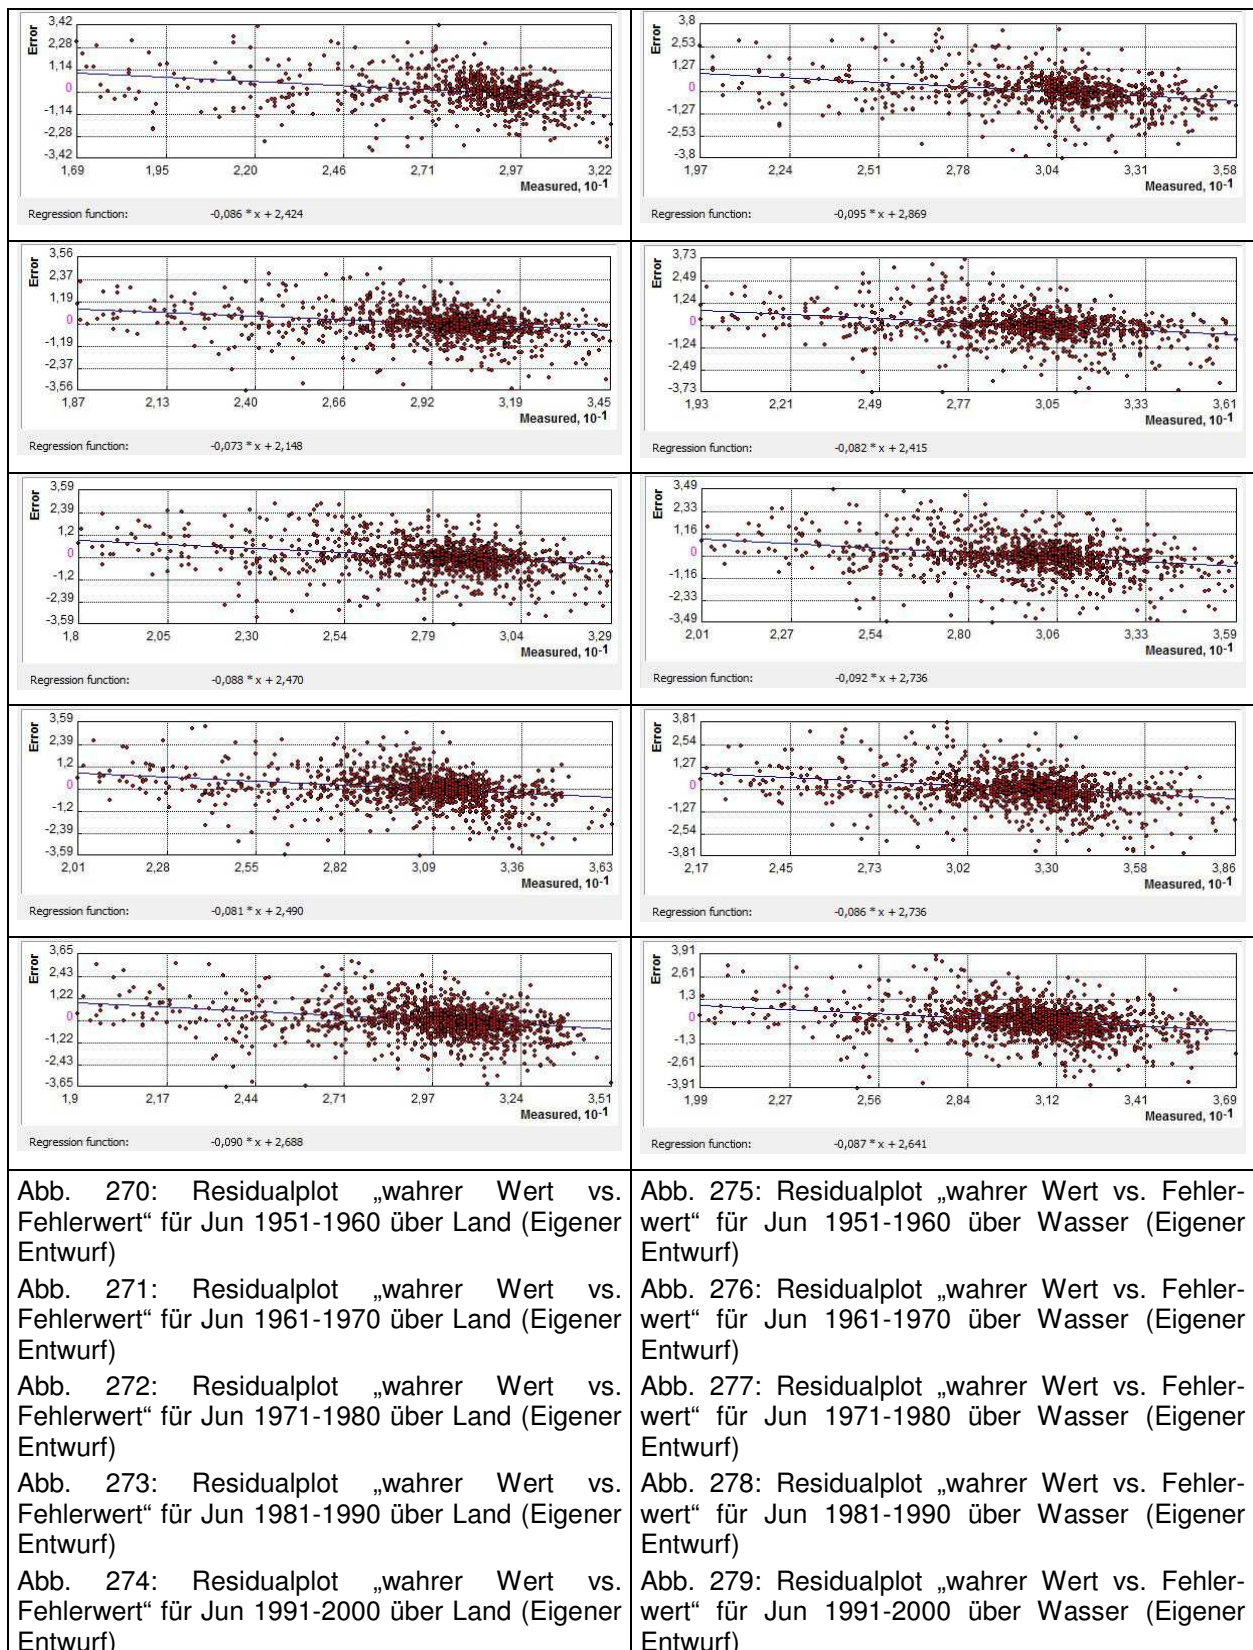 Error
3,42
2,28
1,14
0
-1,14
-2,28
-3,42
1,69 1,95 2,20 2,46 2,71 2,97 3,22
Measured, 10-1
Regression function: -0,086 * x + 2,424
Error
3,8
2,53
1,27
0
-1,27
-2,53
-3,8
1,97 2,24 2,51 2,78 3,04 3,31 3,58
Measured, 10-1
Regression function: -0,095 * x + 2,869
Error
3,56
2,37
1,19
0
-1,19
-2,37
-3,56
1,87 2,13 2,40 2,66 2,92 3,19 3,45
Measured, 10-1
Regression function: -0,073 * x + 2,148
Error
3,73
2,49
1,24
0
-1,24
-2,49
-3,73
1,93 2,21 2,49 2,77 3,05 3,33 3,61
Measured, 10-1
Regression function: -0,082 * x + 2,415
Error
3,59
2,39
1,2
0
-1,2
-2,39
-3,59
1,8 2,05 2,30 2,54 2,79 3,04 3,29
Measured, 10-1
Regression function: -0,088 * x + 2,470
Error
3,49
2,33
1,16
0
-1,16
-2,33
-3,49
2,01 2,27 2,54 2,80 3,06 3,33 3,59
Measured, 10-1
Regression function: -0,092 * x + 2,736
Error
3,59
2,39
1,2
0
-1,2
-2,39
-3,59
2,01 2,28 2,55 2,82 3,09 3,36 3,63
Measured, 10-1
Regression function: -0,081 * x + 2,490
Error
3,81
2,54
1,27
0
-1,27
-2,54
-3,81
2,17 2,45 2,73 3,02 3,30 3,58 3,86
Measured, 10-1
Regression function: -0,086 * x + 2,736
Error
3,65
2,43
1,22
0
-1,22
-2,43
-3,65
1,9 2,17 2,44 2,71 2,97 3,24 3,51
Measured, 10-1
Regression function: -0,090 * x + 2,688
Error
3,91
2,61
1,3
0
-1,3
-2,61
-3,91
1,99 2,27 2,56 2,84 3,12 3,41 3,69
Measured, 10-1
Regression function: -0,087 * x + 2,641
Abb. 270: Residualplot „wahrer Wert vs.
Fehlerwert“ für Jun 1951-1960 über Land (Eigener
Entwurf)
Abb. 271: Residualplot „wahrer Wert vs.
Fehlerwert“ für Jun 1961-1970 über Land (Eigener
Entwurf)
Abb. 272: Residualplot „wahrer Wert vs.
Fehlerwert“ für Jun 1971-1980 über Land (Eigener
Entwurf)
Abb. 273: Residualplot „wahrer Wert vs.
Fehlerwert“ für Jun 1981-1990 über Land (Eigener
Entwurf)
Abb. 274: Residualplot „wahrer Wert vs.
Fehlerwert“ für Jun 1991-2000 über Land (Eigener
Entwurf)
Abb. 275: Residualplot „wahrer Wert vs. Fehler-
wert“ für Jun 1951-1960 über Wasser (Eigener
Entwurf)
Abb. 276: Residualplot „wahrer Wert vs. Fehler-
wert“ für Jun 1961-1970 über Wasser (Eigener
Entwurf)
Abb. 277: Residualplot „wahrer Wert vs. Fehler-
wert“ für Jun 1971-1980 über Wasser (Eigener
Entwurf)
Abb. 278: Residualplot „wahrer Wert vs. Fehler-
wert“ für Jun 1981-1990 über Wasser (Eigener
Entwurf)
Abb. 279: Residualplot „wahrer Wert vs. Fehler-
wert“ für Jun 1991-2000 über Wasser (Eigener
Entwurf)